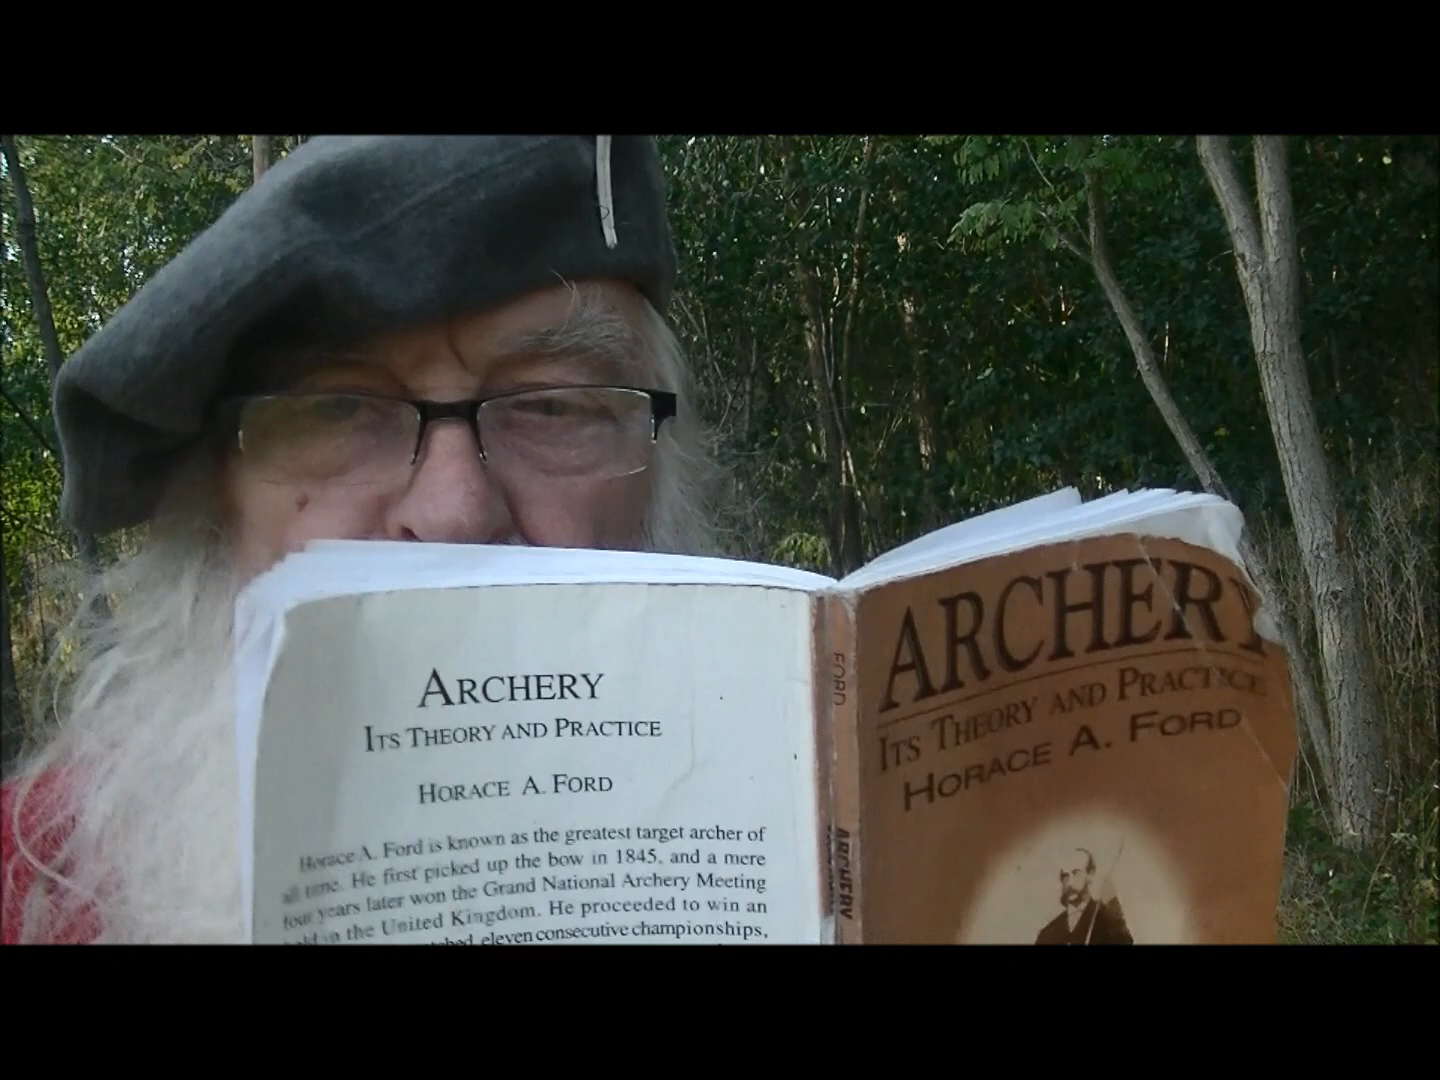 ARCHERY
ITS THEORY AND PRACTICE
HORACE A. FORD
Horace A. Ford is known as the greatest target archer of
all time. He first picked up the bow in 1845, and a mere
four years later won the Grand National Archery Meeting
held in the United Kingdom. He proceeded to win an
eleven consecutive championships,
FORD
ARCHERY
ARCHERY
ITS THEORY AND PRACTICE
HORACE A. FORD